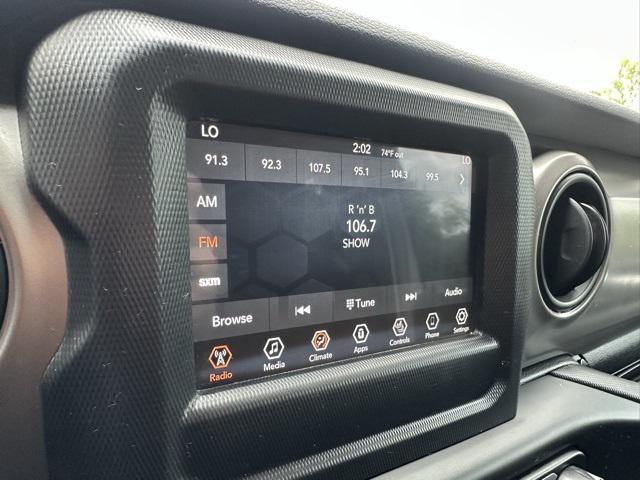 LO 2:02 74°F out LO
91.3 92.3 107.5 95.1 104.3 99.5
AM
R 'n' B
106.7
FM
SHOW
sxm
Browse Tune Audio
Radio Media Climate Apps Controls Phone Settings